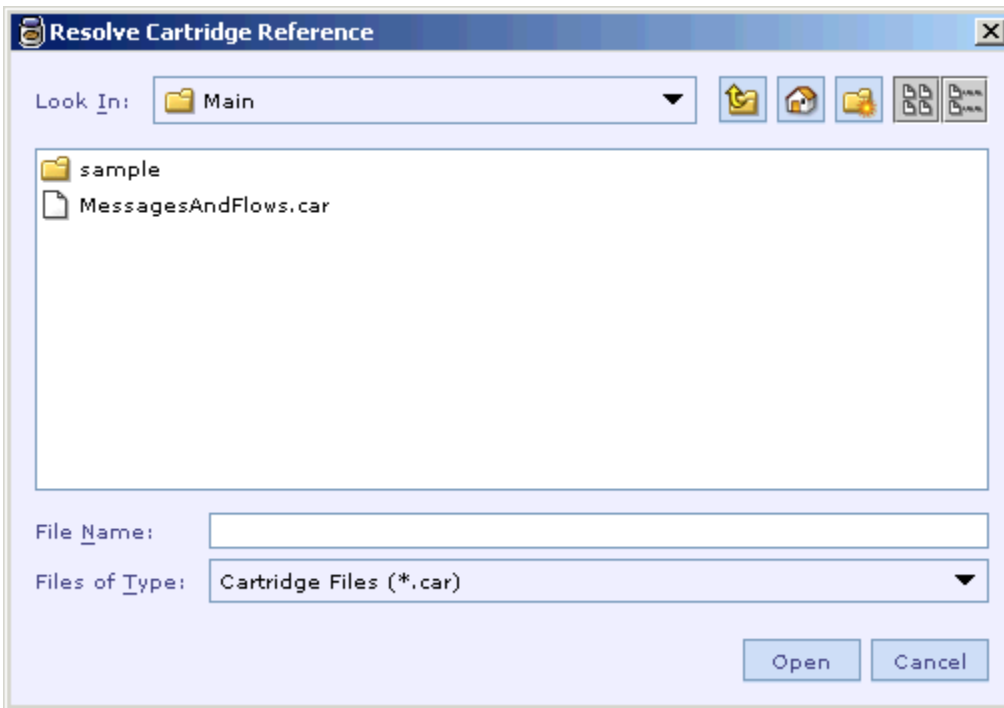 Resolve Cartridge Reference
Look In: Main
sample
MessagesAndFlows.car
File Name:
Files of Type: Cartridge Files (*.car)
Open Cancel